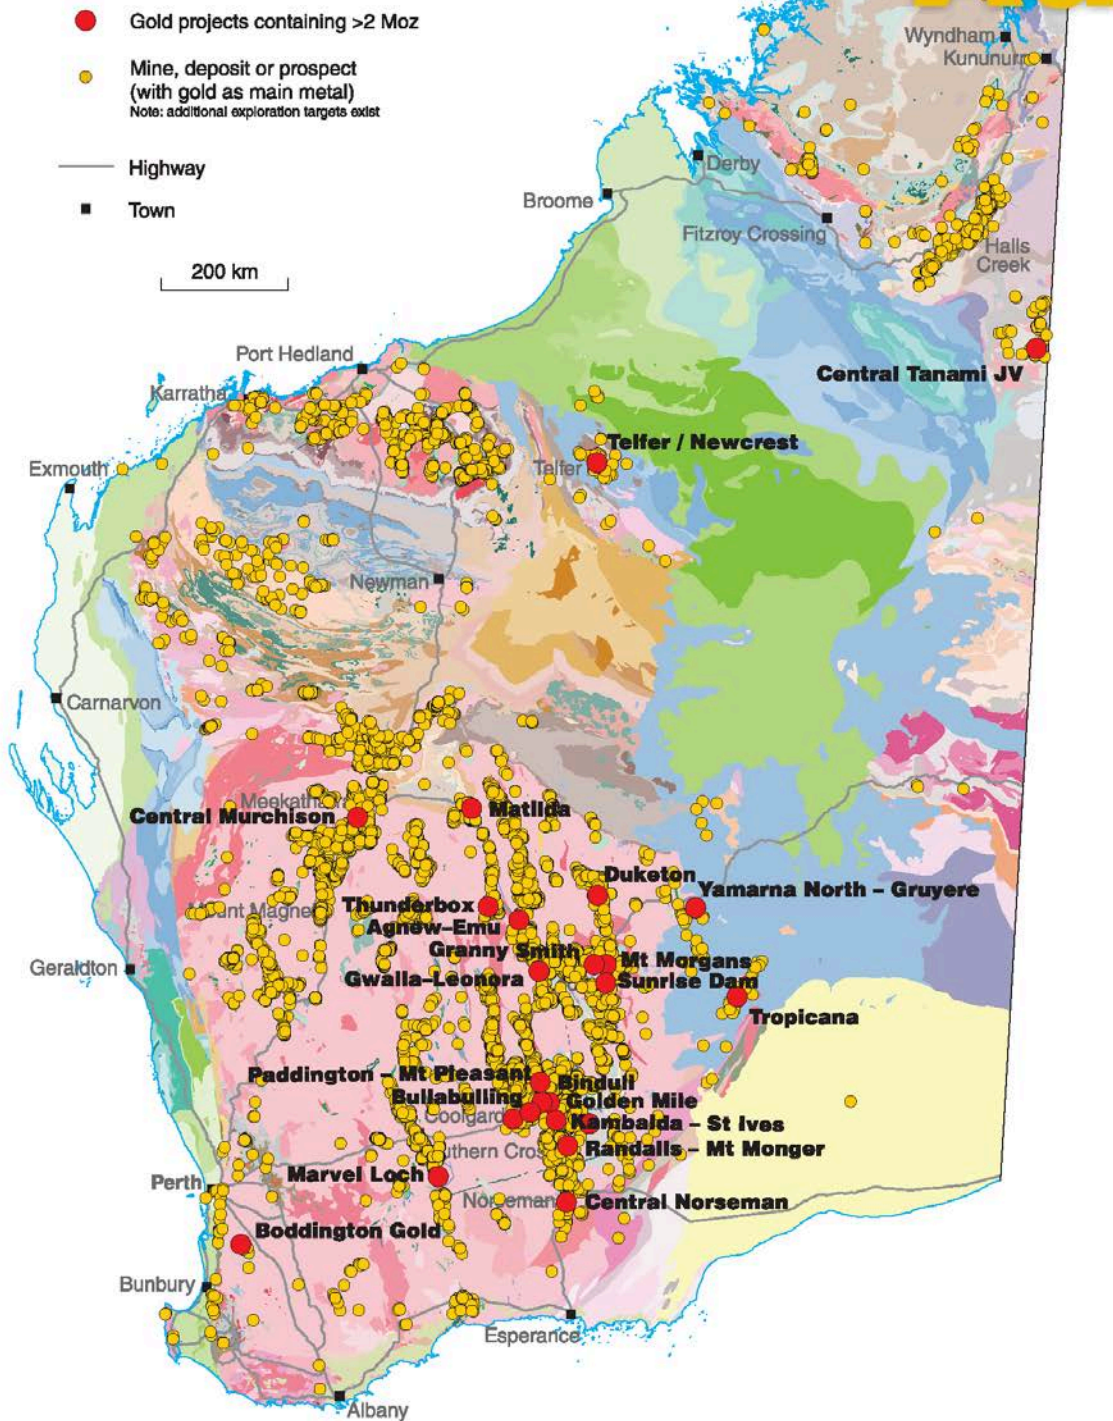 Gold projects containing >2 Moz
Mine, deposit or prospect
(with gold as main metal)
Note: additional exploration targets exist
Highway
Town
200 km
Wyndham
Kununurra
Derby
Broome
Fitzroy Crossing
Halls
Creek
Port Hedland
Central Tanami JV
Karratha
Telfer / Newcrest
Telfer
Exmouth
Newman
Carnarvon
Meekatharra
Central Murchison
Matilda
Duketon
Yamarna North – Gruyere
Thunderbox
Mount Magnet
Agnew–Emu
Granny Smith
Mt Morgans
Geraldton
Gwalia–Leonora
Sunrise Dam
Tropicana
Paddington – Mt Pleasant
Binduli
Bullabulling
Golden Mile
Coolgard
Kambalda – St Ives
uthern Cros
Randalls – Mt Monger
Marvel Loch
Perth
Norseman
Central Norseman
Boddington Gold
Bunbury
Esperance
Albany